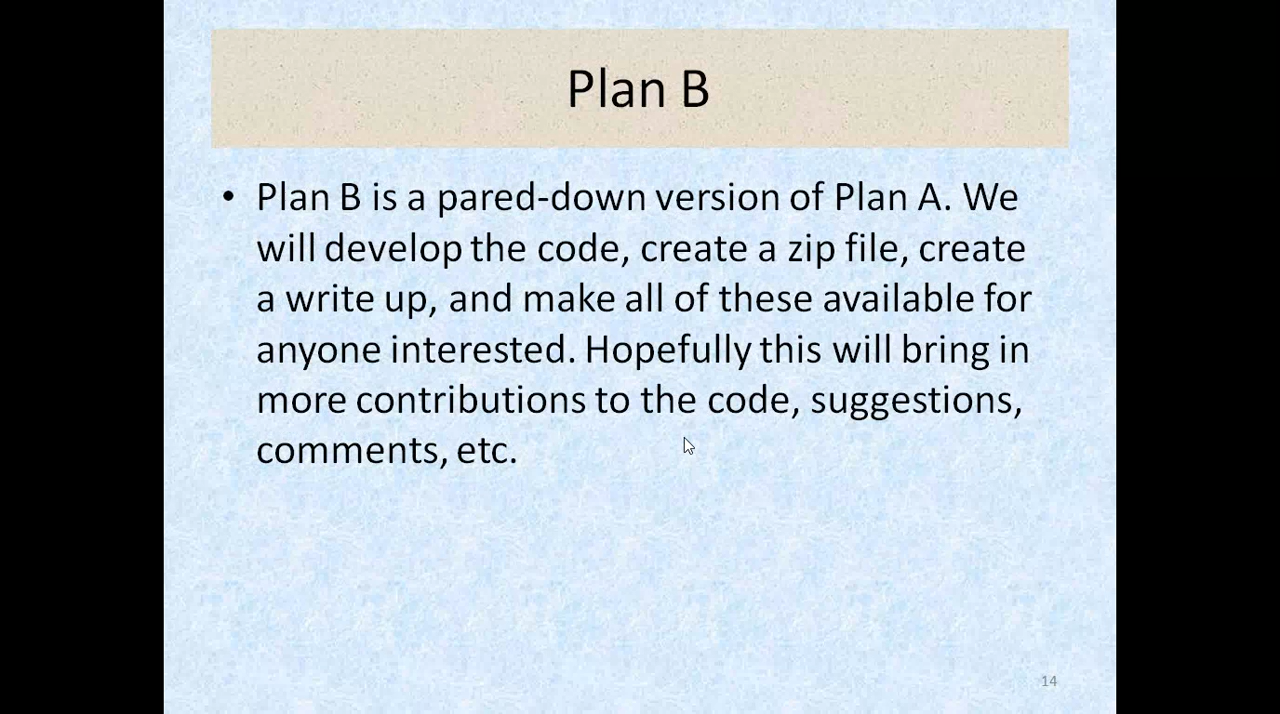 Plan B
• Plan B is a pared-down version of Plan A. We
will develop the code, create a zip file, create
a write up, and make all of these available for
anyone interested. Hopefully this will bring in
more contributions to the code, suggestions,
comments, etc.
14